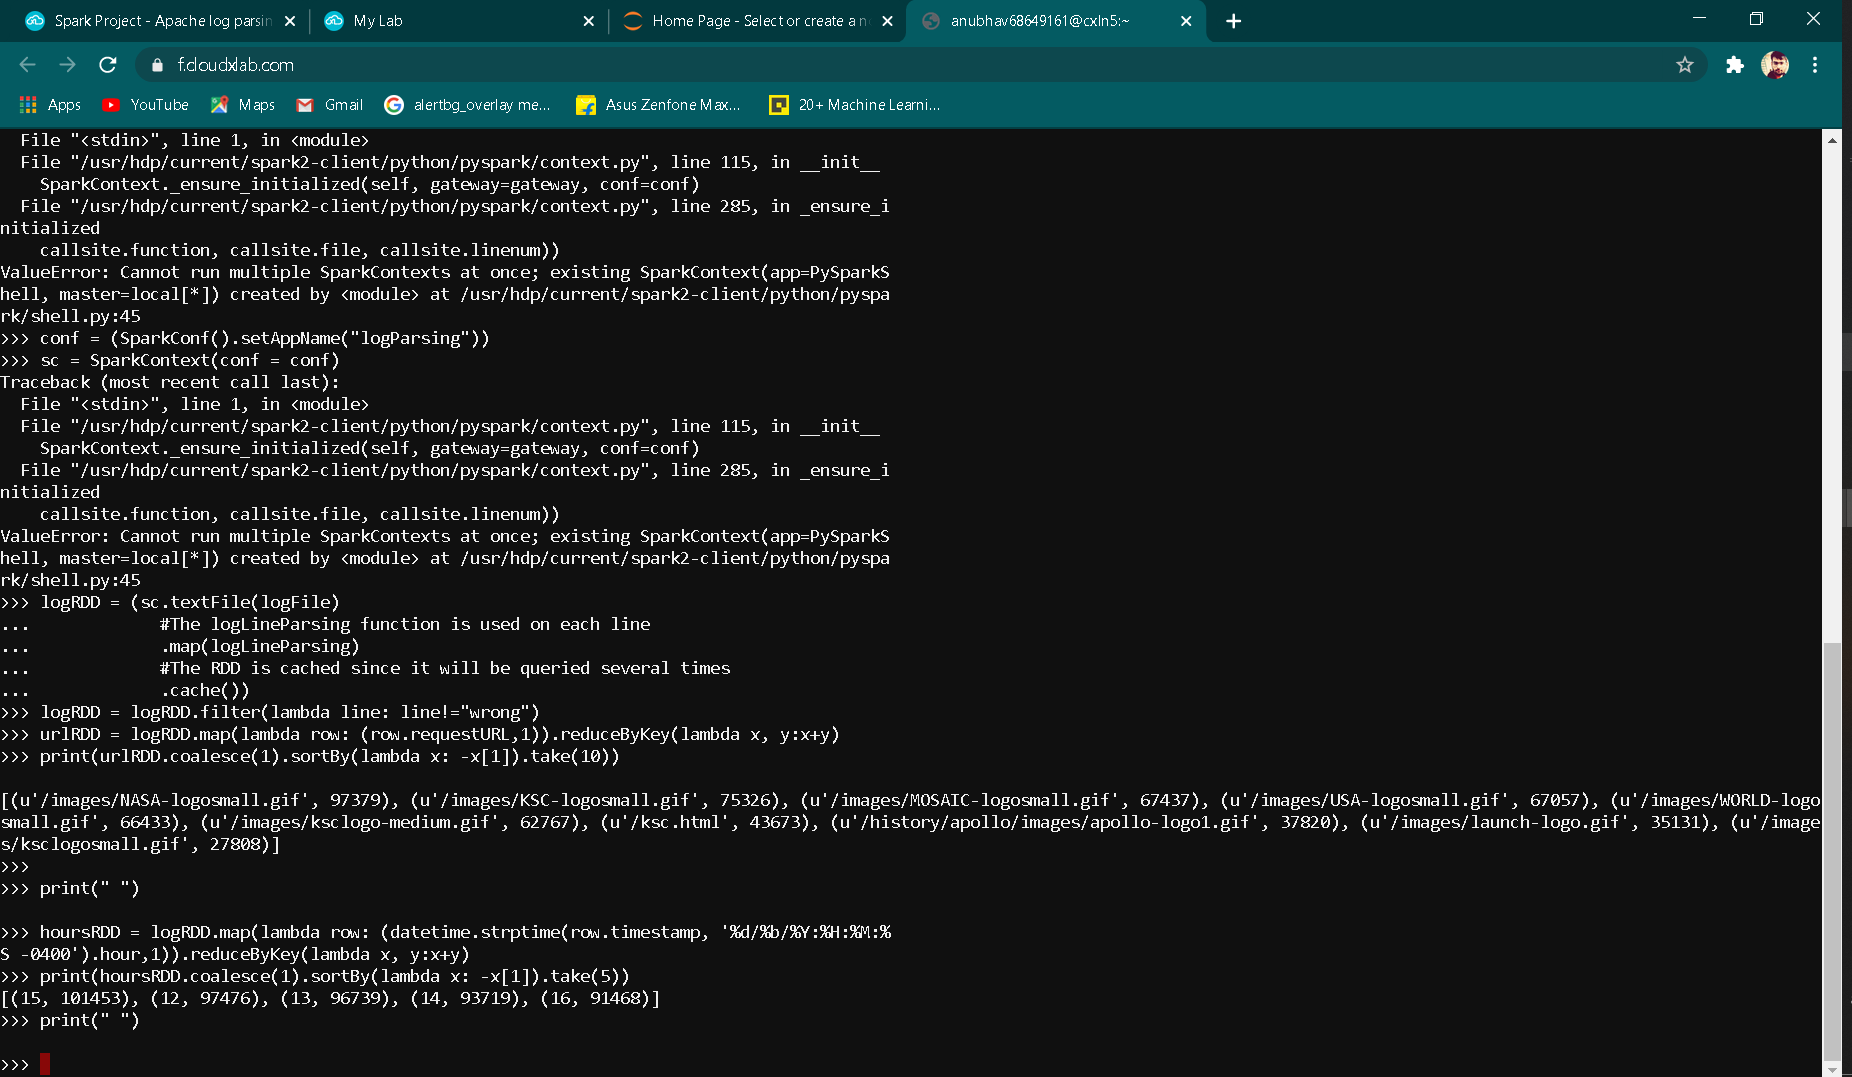 Spark Project - Apache log parsin
My Lab
Home Page - Select or create a n
anubhav68649161@cxln5:~
f.cloudxlab.com
Apps YouTube Maps Gmail alertbg_overlay me... Asus Zenfone Max... 20+ Machine Learni...
  File "<stdin>", line 1, in <module>
  File "/usr/hdp/current/spark2-client/python/pyspark/context.py", line 115, in __init__
    SparkContext._ensure_initialized(self, gateway=gateway, conf=conf)
  File "/usr/hdp/current/spark2-client/python/pyspark/context.py", line 285, in _ensure_i
nitialized
    callsite.function, callsite.file, callsite.linenum))
ValueError: Cannot run multiple SparkContexts at once; existing SparkContext(app=PySparkS
hell, master=local[*]) created by <module> at /usr/hdp/current/spark2-client/python/pyspa
rk/shell.py:45
>>> conf = (SparkConf().setAppName("logParsing"))
>>> sc = SparkContext(conf = conf)
Traceback (most recent call last):
  File "<stdin>", line 1, in <module>
  File "/usr/hdp/current/spark2-client/python/pyspark/context.py", line 115, in __init__
    SparkContext._ensure_initialized(self, gateway=gateway, conf=conf)
  File "/usr/hdp/current/spark2-client/python/pyspark/context.py", line 285, in _ensure_i
nitialized
    callsite.function, callsite.file, callsite.linenum))
ValueError: Cannot run multiple SparkContexts at once; existing SparkContext(app=PySparkS
hell, master=local[*]) created by <module> at /usr/hdp/current/spark2-client/python/pyspa
rk/shell.py:45
>>> logRDD = (sc.textFile(logFile)
...             #The logLineParsing function is used on each line
...             .map(logLineParsing)
...             #The RDD is cached since it will be queried several times
...             .cache())
>>> logRDD = logRDD.filter(lambda line: line!="wrong")
>>> urlRDD = logRDD.map(lambda row: (row.requestURL,1)).reduceByKey(lambda x, y:x+y)
>>> print(urlRDD.coalesce(1).sortBy(lambda x: -x[1]).take(10))
[(u'/images/NASA-logosmall.gif', 97379), (u'/images/KSC-logosmall.gif', 75326), (u'/images/MOSAIC-logosmall.gif', 67437), (u'/images/USA-logosmall.gif', 67057), (u'/images/WORLD-logo
small.gif', 66433), (u'/images/ksclogo-medium.gif', 62767), (u'/ksc.html', 43673), (u'/history/apollo/images/apollo-logo1.gif', 37820), (u'/images/launch-logo.gif', 35131), (u'/image
s/ksclogosmall.gif', 27808)]
>>>
>>> print(" ")
>>> hoursRDD = logRDD.map(lambda row: (datetime.strptime(row.timestamp, '%d/%b/%Y:%H:%M:%
S -0400').hour,1)).reduceByKey(lambda x, y:x+y)
>>> print(hoursRDD.coalesce(1).sortBy(lambda x: -x[1]).take(5))
[(15, 101453), (12, 97476), (13, 96739), (14, 93719), (16, 91468)]
>>> print(" ")
>>>